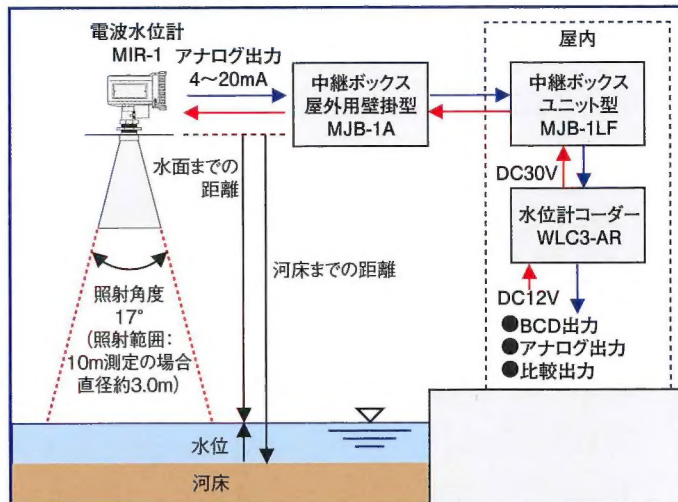 電波水位計
MIR-1
アナログ出力
4～20mA
中継ボックス
屋外用壁掛型
MJB-1A
屋内
中継ボックス
ユニット型
MJB-1LF
DC30V
水位計コーダー
WLC3-AR
DC12V
●BCD出力
●アナログ出力
●比較出力
水面までの
距離
河床までの距離
照射角度
17°
(照射範囲:
10m測定の場合
直径約3.0m)
水位
河床